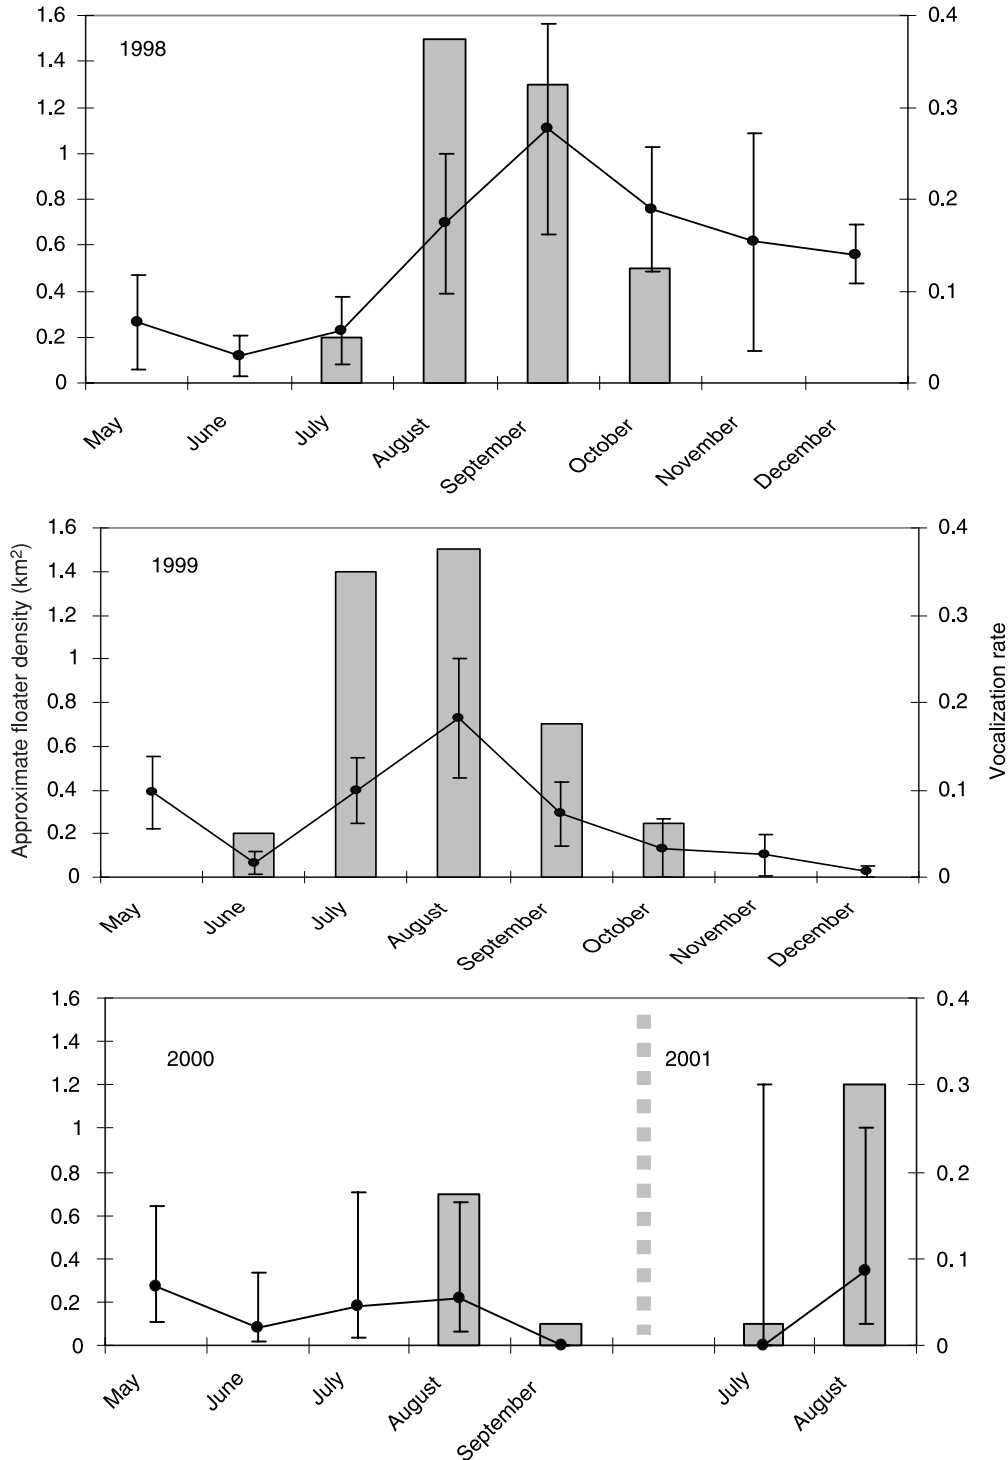 1.6
1.4
1.2
1
0.8
0.6
0.4
0.2
0
1998
0.4
0.3
0.2
0.1
0
May
June
July
August
September
October
November
December
Approximate floater density (km²)
1.6
1.4
1.2
1
0.8
0.6
0.4
0.2
0
1999
0.4
0.3
0.2
0.1
0
Vocalization rate
May
June
July
August
September
October
November
December
1.6
1.4
1.2
1
0.8
0.6
0.4
0.2
0
2000
2001
0.4
0.3
0.2
0.1
0
May
June
July
August
September
July
August